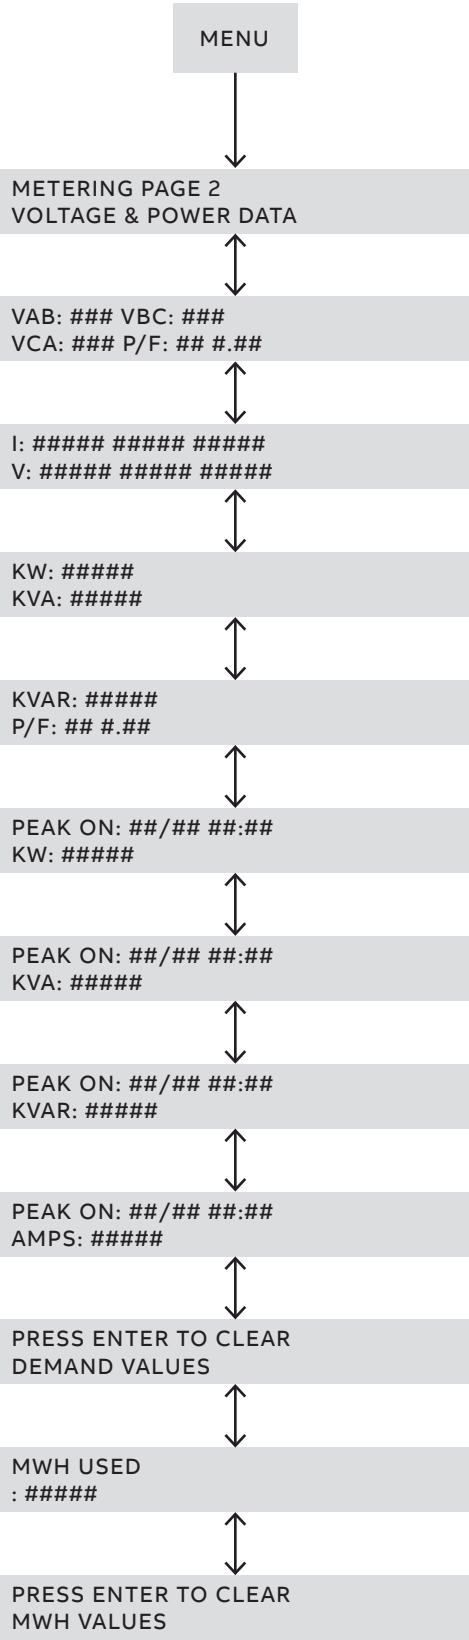 MENU
METERING PAGE 2
VOLTAGE & POWER DATA
VAB: ### VBC: ###
VCA: ### P/F: ## #.##
I: ##### ##### #####
V: ##### ##### #####
KW: #####
KVA: #####
KVAR: #####
P/F: ## #.##
PEAK ON: ##/## ##:##
KW: #####
PEAK ON: ##/## ##:##
KVA: #####
PEAK ON: ##/## ##:##
KVAR: #####
PEAK ON: ##/## ##:##
AMPS: #####
PRESS ENTER TO CLEAR
DEMAND VALUES
MWH USED
: #####
PRESS ENTER TO CLEAR
MWH VALUES